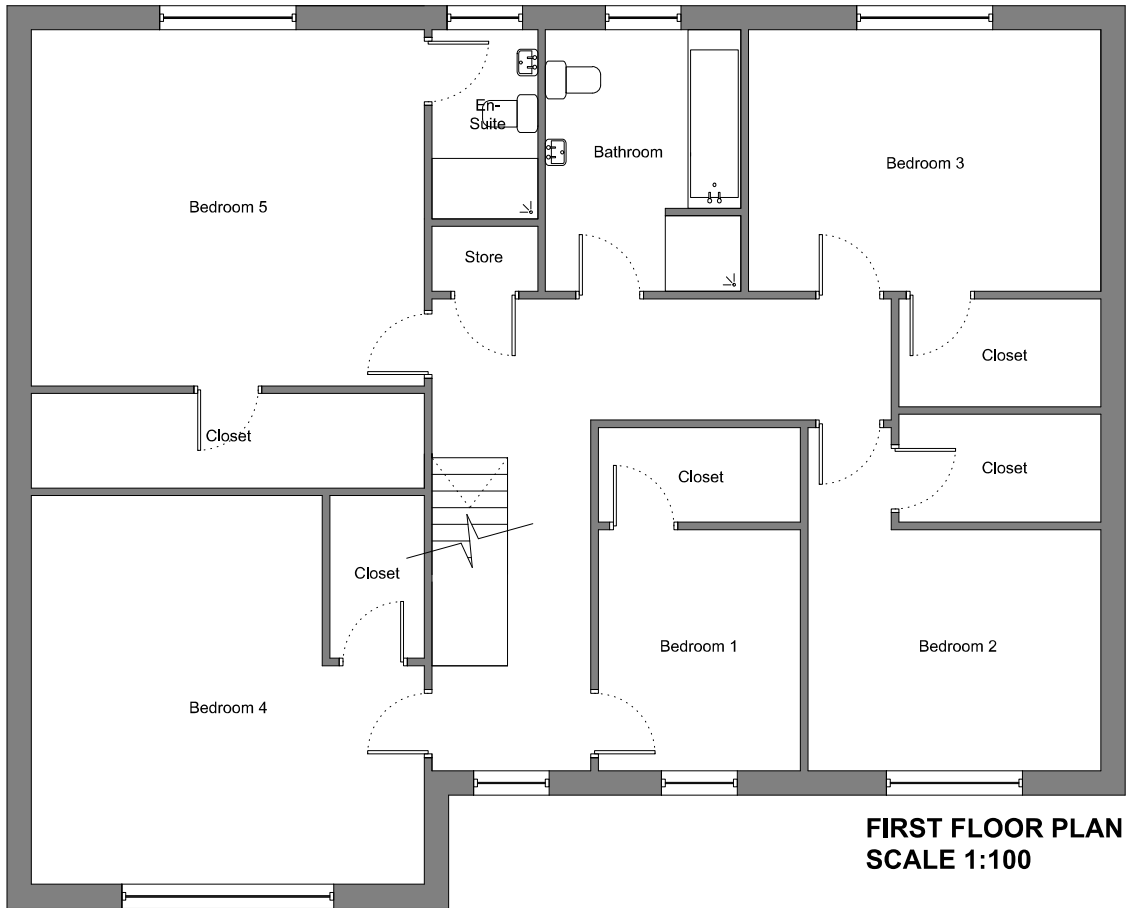 En-
Suite
Bathroom
Bedroom 3
Bedroom 5
Store
Closet
Closet
Closet
Closet
Closet
Bedroom 1
Bedroom 2
Bedroom 4
FIRST FLOOR PLAN
SCALE 1:100